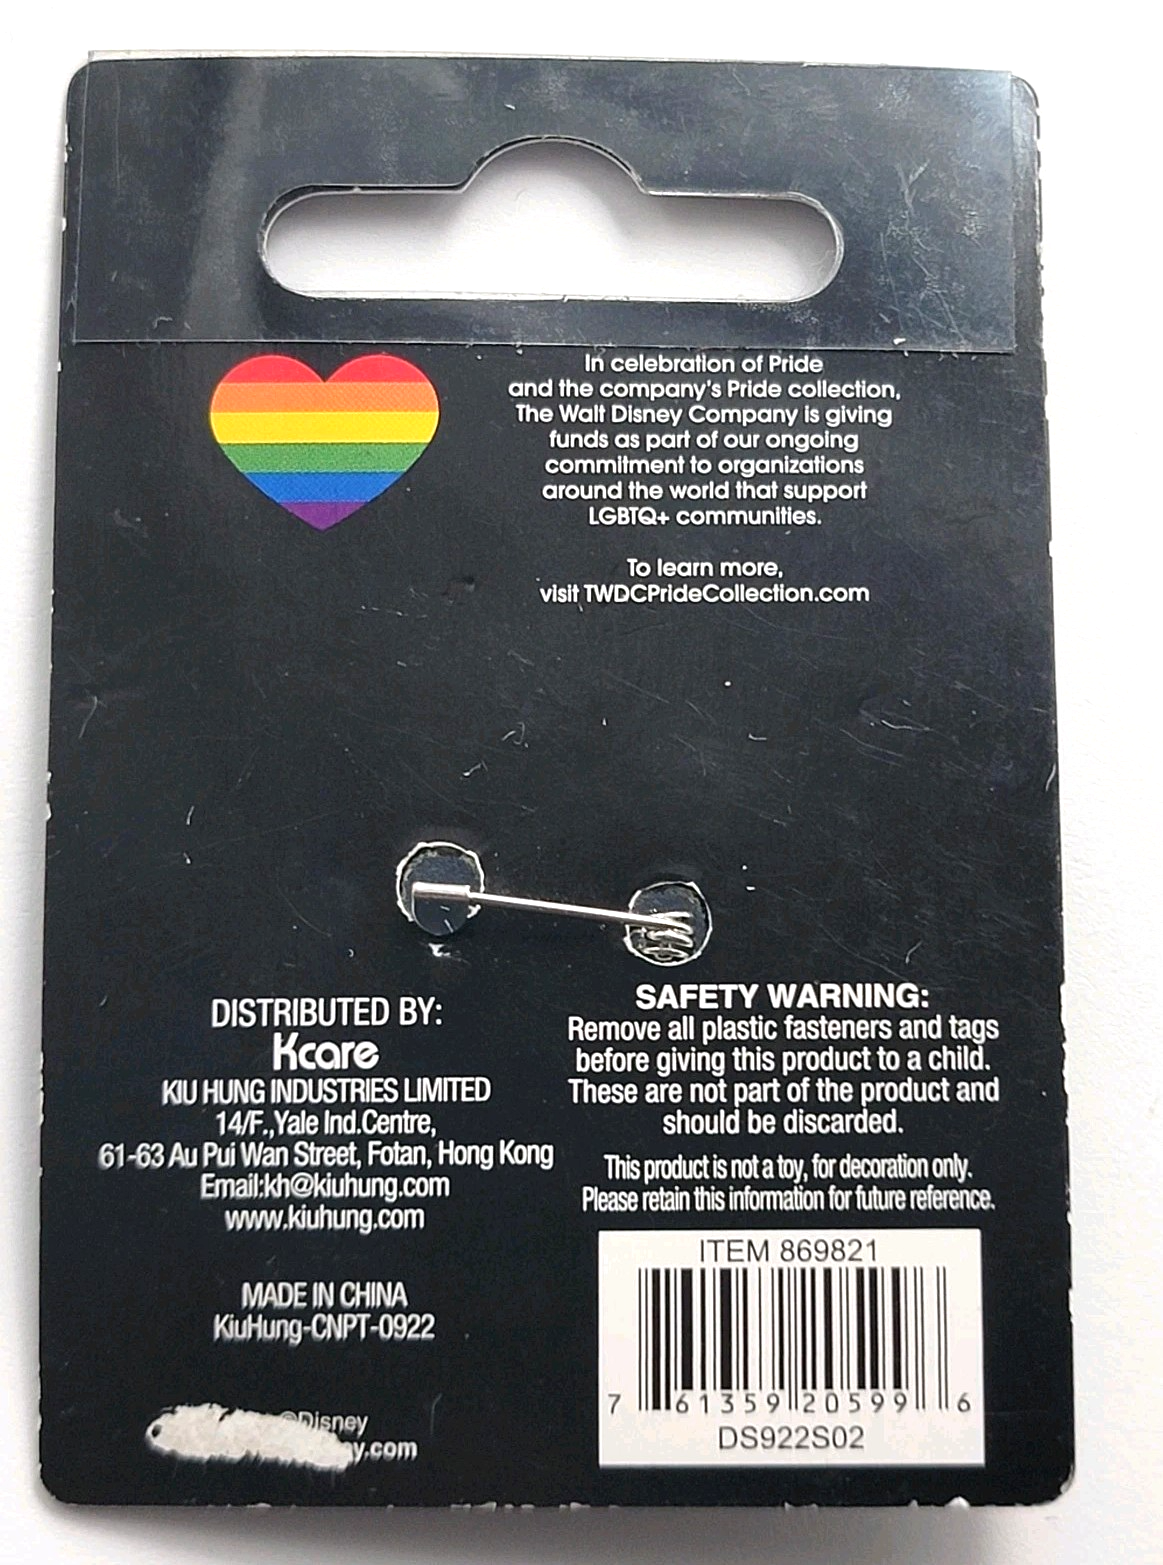 In celebration of Pride
and the company's Pride collection,
The Walt Disney Company is giving
funds as part of our ongoing
commitment to organizations
around the world that support
LGBTQ+ communities.
To learn more,
visit TWDCPrideCollection.com
DISTRIBUTED BY:
Kcare
KIU HUNG INDUSTRIES LIMITED
14/F.,Yale Ind.Centre,
61-63 Au Pui Wan Street, Fotan, Hong Kong
Email:kh@kiuhung.com
www.kiuhung.com
MADE IN CHINA
KiuHung-CNPT-0922
©Disney
y.com
SAFETY WARNING:
Remove all plastic fasteners and tags
before giving this product to a child.
These are not part of the product and
should be discarded.
This product is not a toy, for decoration only.
Please retain this information for future reference.
ITEM 869821
7 61359 20599 6
DS922S02